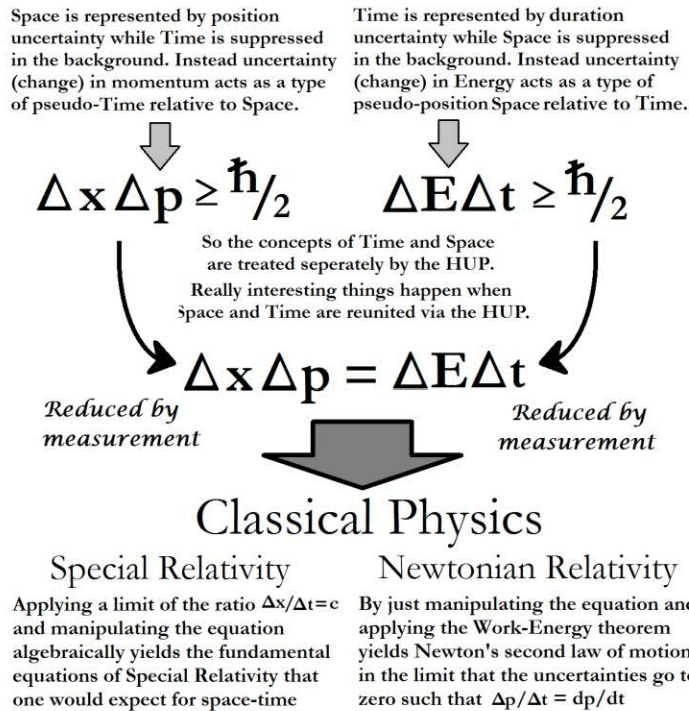 Space is represented by position
uncertainty while Time is suppressed
in the background. Instead uncertainty
(change) in momentum acts as a type
of pseudo-Time relative to Space.
Time is represented by duration
uncertainty while Space is suppressed
in the background. Instead uncertainty
(change) in Energy acts as a type of
pseudo-position Space relative to Time.
Δx Δp ≥ ħ/2
ΔEΔt ≥ ħ/2
So the concepts of Time and Space
are treated seperately by the HUP.
Really interesting things happen when
Space and Time are reunited via the HUP.
Δx Δp = ΔEΔt
Reduced by
measurement
Reduced by
measurement
Classical Physics
Special Relativity
Applying a limit of the ratio Δx/Δt=c
and manipulating the equation
algebraically yields the fundamental
equations of Special Relativity that
one would expect for space-time
Newtonian Relativity
By just manipulating the equation and
applying the Work-Energy theorem
yields Newton's second law of motion
in the limit that the uncertainties go to
zero such that Δp/Δt = dp/dt